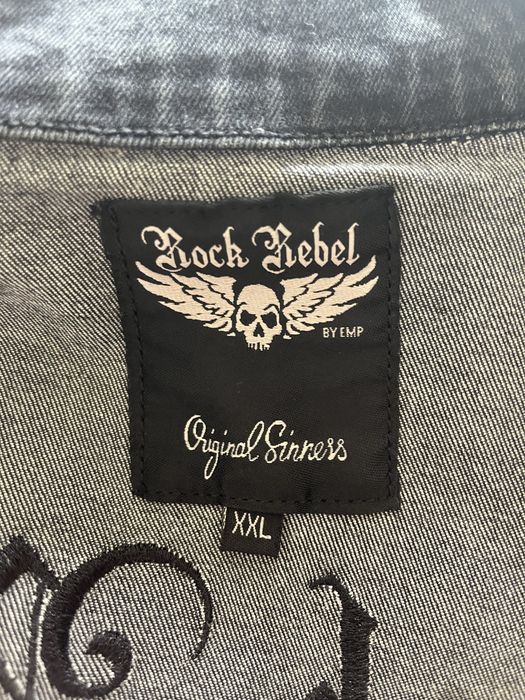 Rock Rebel
BY EMP
Original Sinners
XXL